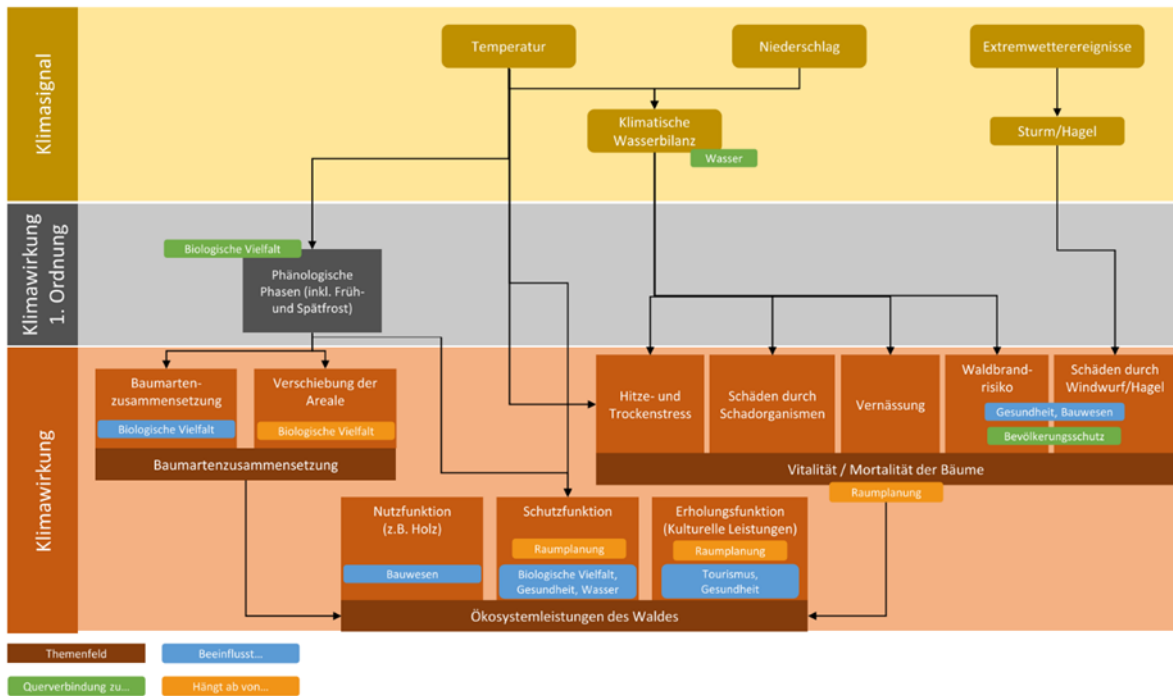 Klimasignal
Temperatur
Niederschlag
Extremwetterereignisse
Klimatische
Wasserbilanz
Wasser
Sturm/Hagel
Klimawirkung
1. Ordnung
Biologische Vielfalt
Phänologische
Phasen (inkl. Früh-
und Spätfrost)
Klimawirkung
Baumarten-
zusammensetzung
Biologische Vielfalt
Verschiebung der
Areale
Biologische Vielfalt
Baumartenzusammensetzung
Hitze- und
Trockenstress
Schäden durch
Schadorganismen
Vernässung
Waldbrand-
risiko
Schäden durch
Windwurf/Hagel
Gesundheit, Bauwesen
Bevölkerungsschutz
Vitalität / Mortalität der Bäume
Raumplanung
Nutzfunktion
(z.B. Holz)
Bauwesen
Schutzfunktion
Raumplanung
Biologische Vielfalt,
Gesundheit, Wasser
Erholungsfunktion
(Kulturelle Leistungen)
Raumplanung
Tourismus,
Gesundheit
Ökosystemleistungen des Waldes
Themenfeld
Beeinflusst...
Querverbindung zu...
Hängt ab von...